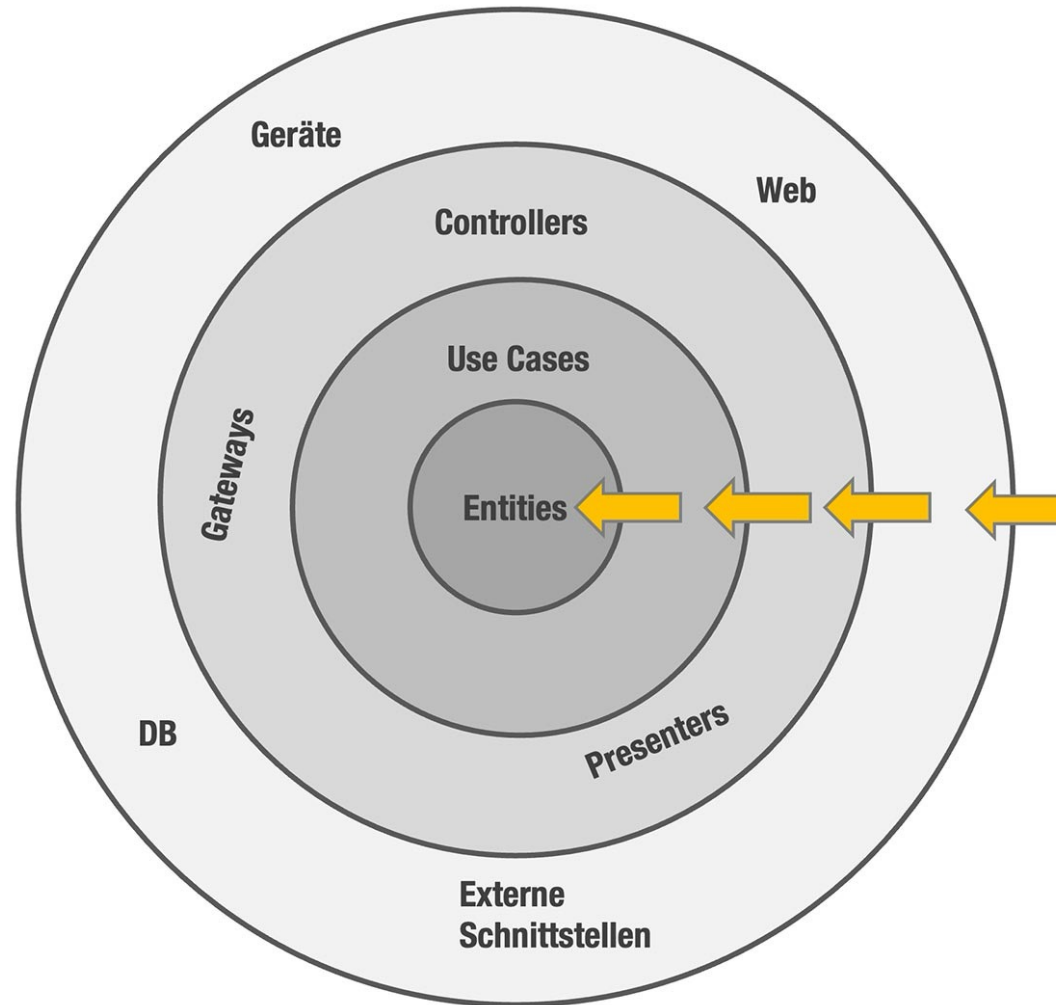 Geräte
Web
Controllers
Use Cases
Gateways
Entities
Presenters
DB
Externe
Schnittstellen